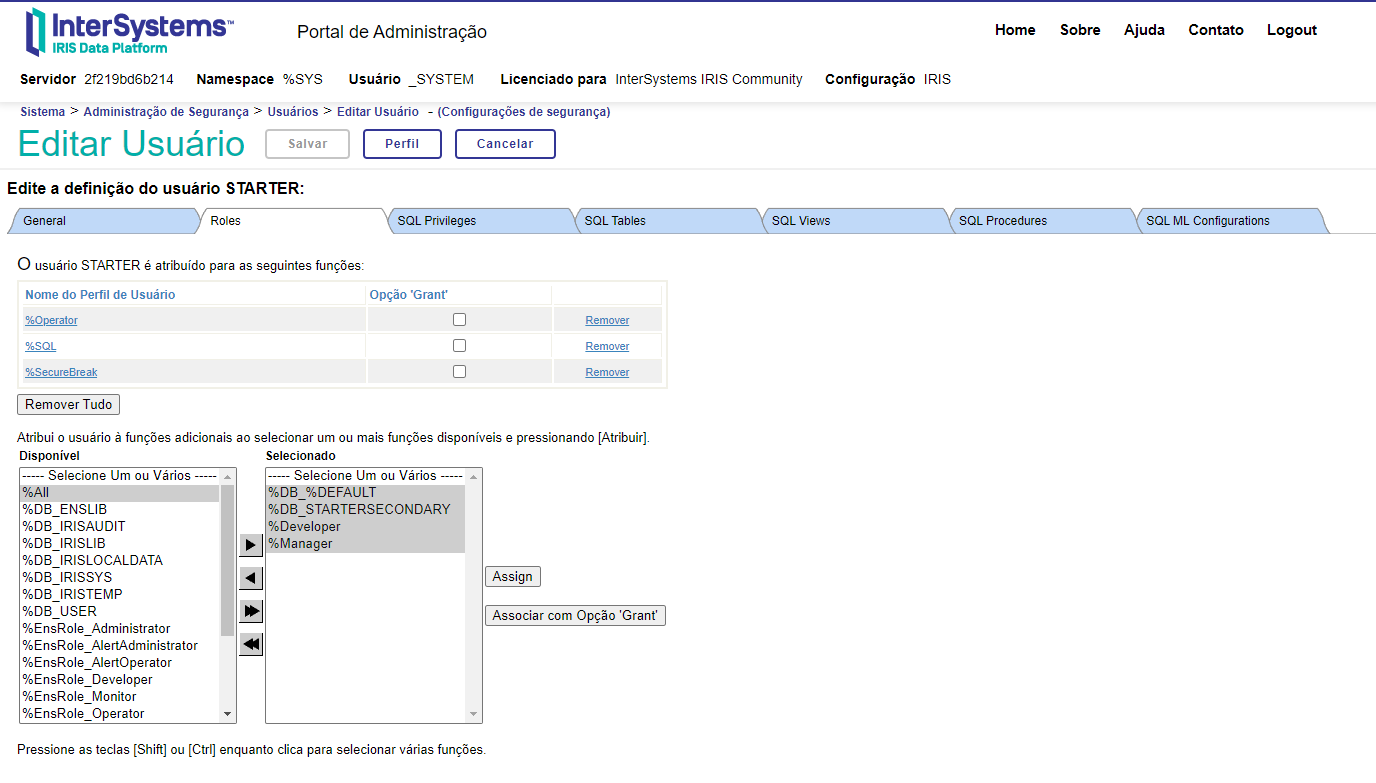 InterSystems™
IRIS Data Platform
Portal de Administração
Home Sobre Ajuda Contato Logout
Servidor 2f219bd6b214 Namespace %SYS Usuário _SYSTEM Licenciado para InterSystems IRIS Community Configuração IRIS
Sistema > Administração de Segurança > Usuários > Editar Usuário - (Configurações de segurança)
Editar Usuário Salvar Perfil Cancelar
Edite a definição do usuário STARTER:
General Roles SQL Privileges SQL Tables SQL Views SQL Procedures SQL ML Configurations
O usuário STARTER é atribuído para as seguintes funções:
Nome do Perfil de Usuário Opção 'Grant'
%Operator Remover
%SQL Remover
%SecureBreak Remover
Remover Tudo
Atribui o usuário à funções adicionais ao selecionar um ou mais funções disponíveis e pressionando [Atribuir].
Disponível
----- Selecione Um ou Vários -----
%All
%DB_ENSLIB
%DB_IRISAUDIT
%DB_IRISLIB
%DB_IRISLOCALDATA
%DB_IRISSYS
%DB_IRISTEMP
%DB_USER
%EnsRole_Administrator
%EnsRole_AlertAdministrator
%EnsRole_AlertOperator
%EnsRole_Developer
%EnsRole_Monitor
%EnsRole_Operator
Selecionado
----- Selecione Um ou Vários -----
%DB_%DEFAULT
%DB_STARTERSECONDARY
%Developer
%Manager
Assign
Associar com Opção 'Grant'
Pressione as teclas [Shift] ou [Ctrl] enquanto clica para selecionar várias funções.